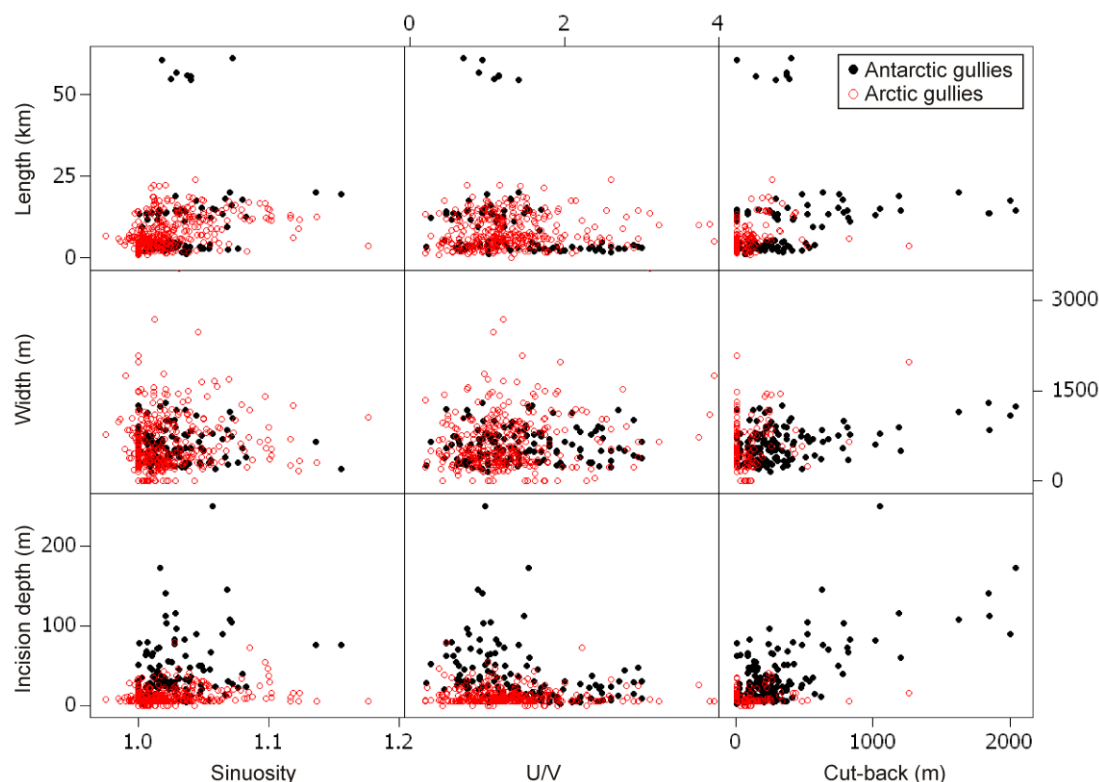 0 2 4
Antarctic gullies
Arctic gullies
Length (km)
50
25
0
Width (m)
3000
1500
0
Incision depth (m)
200
100
0
1.0 1.1 1.2 0 1000 2000
Sinuosity U/V Cut-back (m)